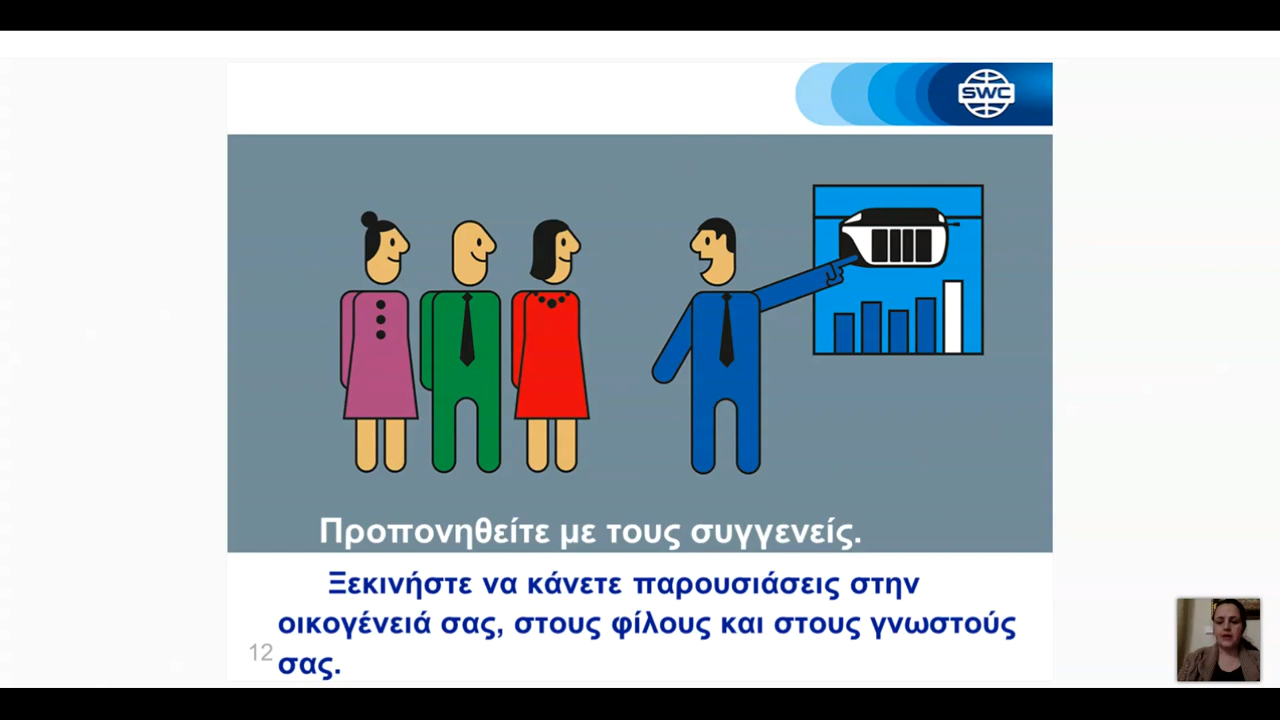 SWC
Προπονηθείτε με τους συγγενείς.
Ξεκινήστε να κάνετε παρουσιάσεις στην
οικογένειά σας, στους φίλους και στους γνωστούς
12 σας.